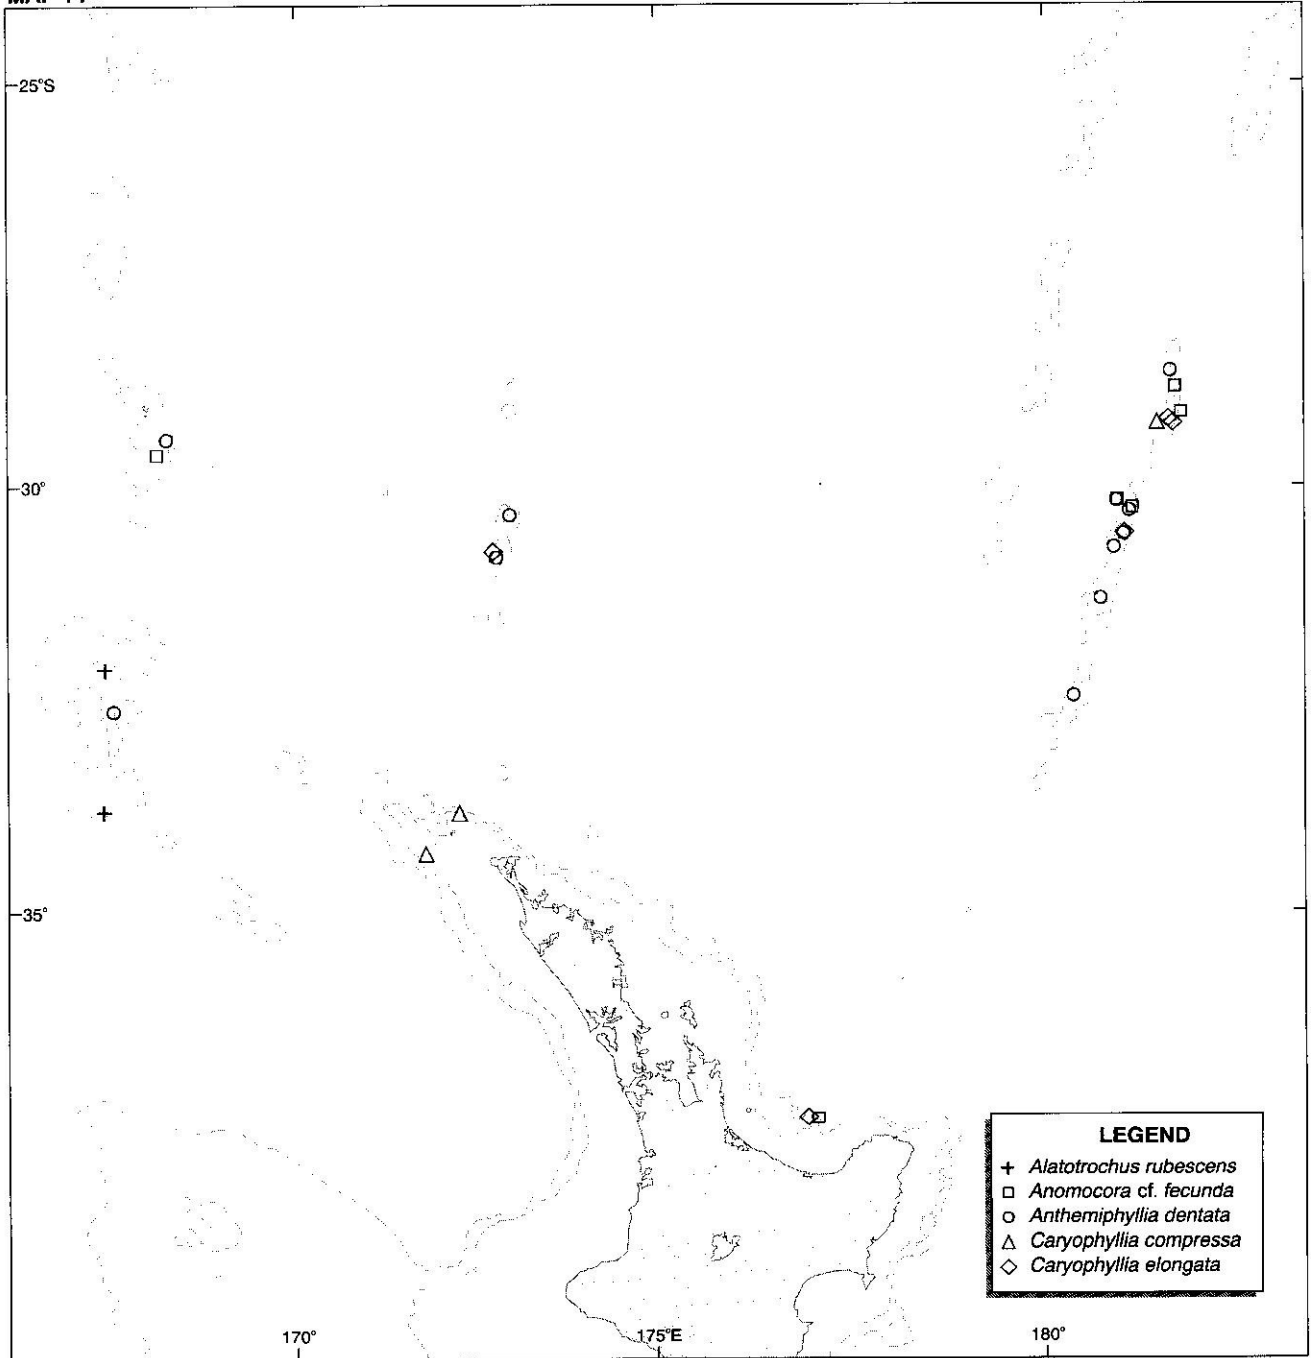 25°S
30°
35°
170°
175°E
180°
LEGEND
Alatotrochus rubescens
Anomocora cf. fecunda
Anthemiphyllia dentata
Caryophyllia compressa
Caryophyllia elongata